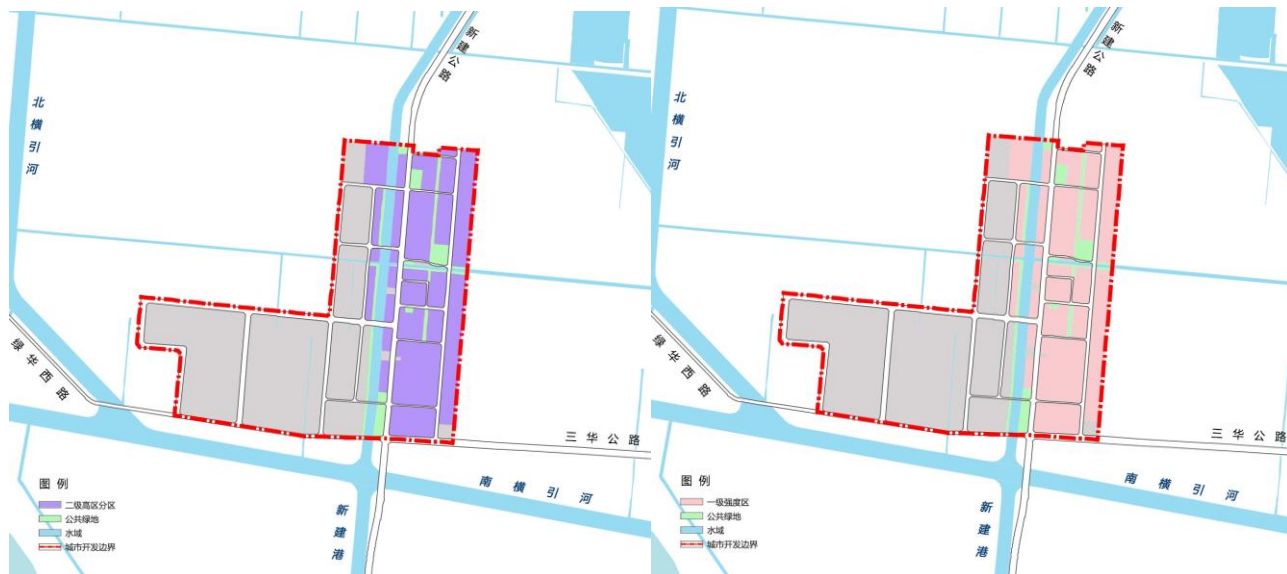 新建公路
北横引河
绿华西路
三华公路
南横引河
新建港
图例
二级高区分区
公共绿地
水域
城市开发边界
新建公路
北横引河
绿华西路
三华公路
南横引河
新建港
图例
一级强度区
公共绿地
水域
城市开发边界